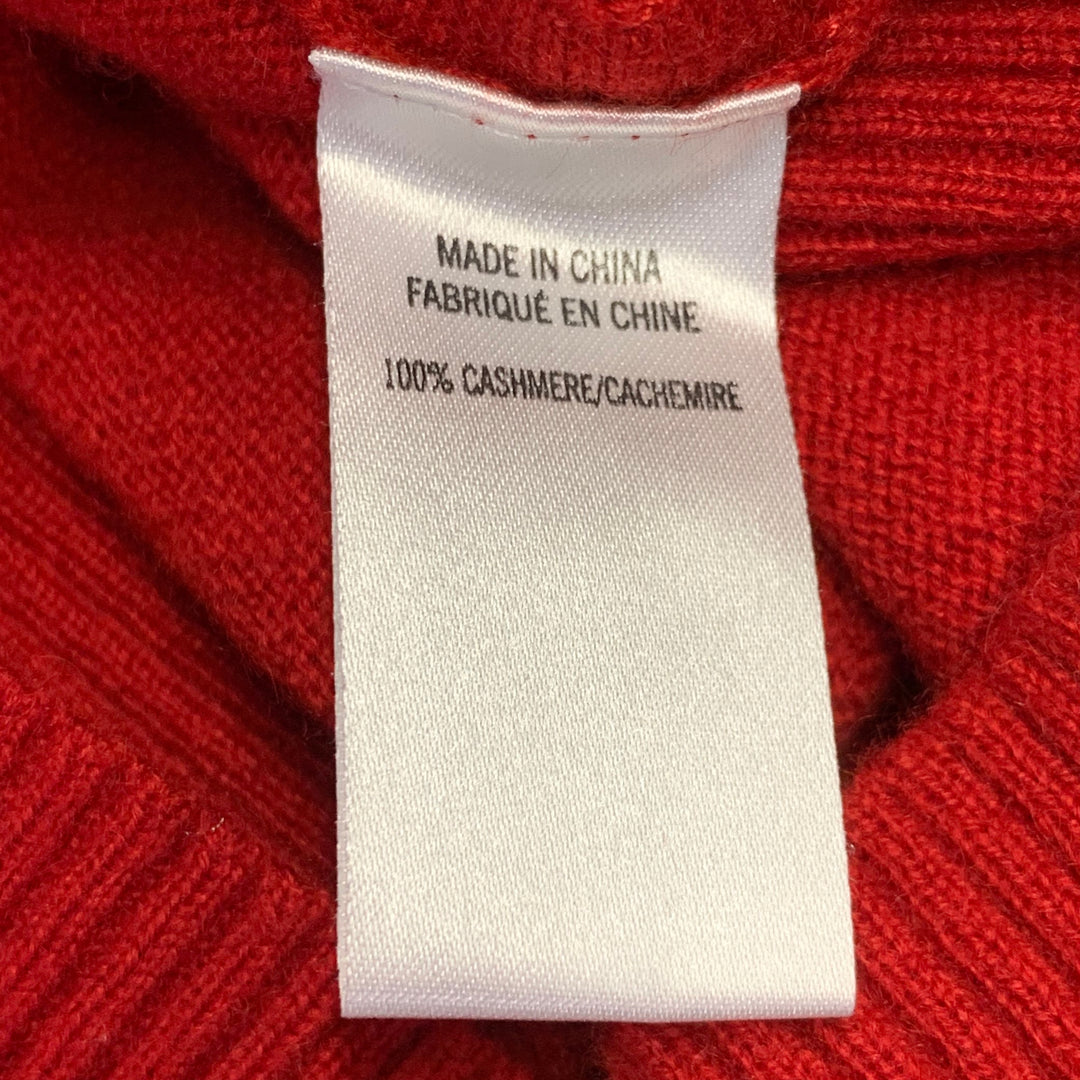 MADE IN CHINA
FABRIQUÉ EN CHINE
100% CASHMERE/CACHEMIRE